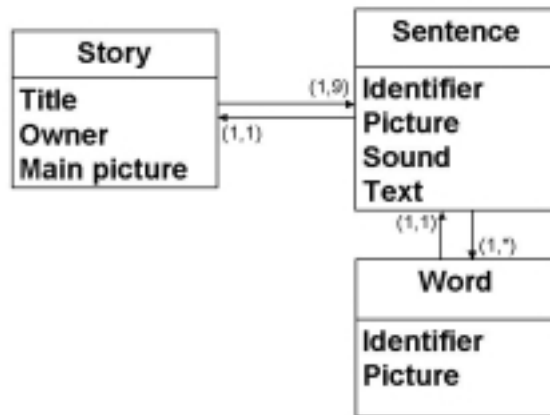 Story
Title
Owner
Main picture
(1,9)
(1,1)
Sentence
Identifier
Picture
Sound
Text
(1,1)
(1,*)
Word
Identifier
Picture